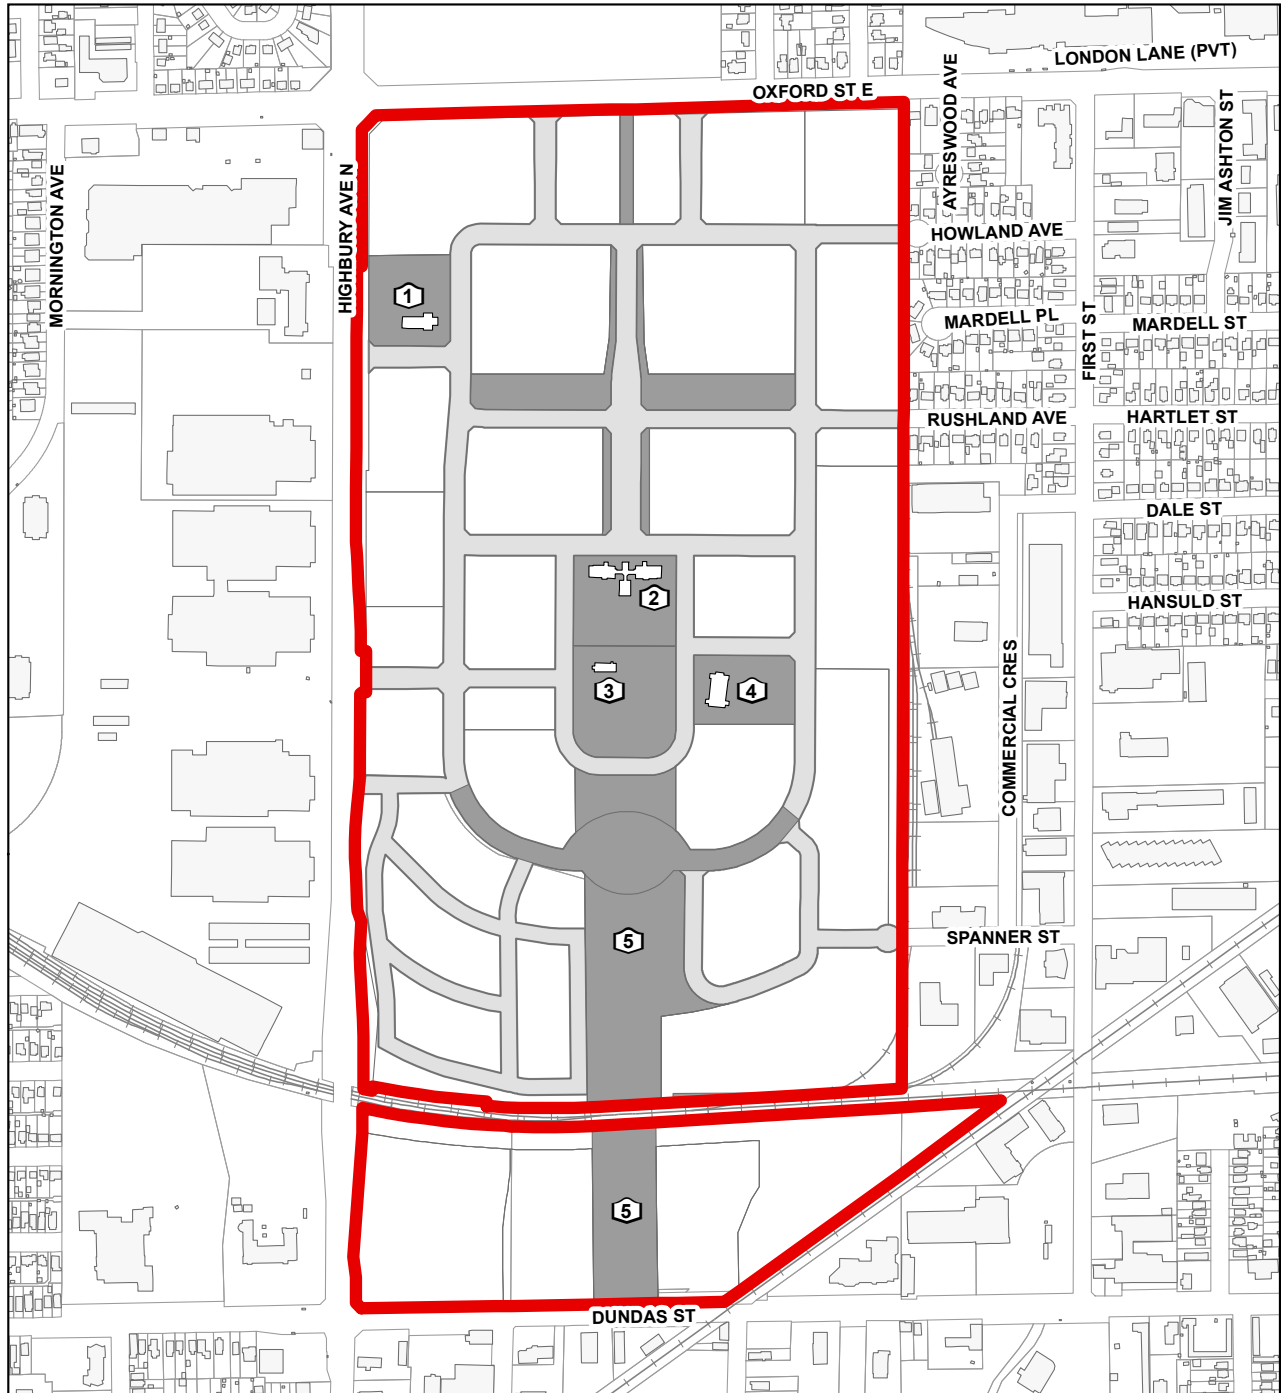 LONDON LANE (PVT)
OXFORD ST E
AYRESWOOD AVE
JIM ASHTON ST
MORNINGTON AVE
HIGHBURY AVE N
HOWLAND AVE
1
MARDELL PL
FIRST ST
MARDELL ST
RUSHLAND AVE
HARTLET ST
DALE ST
2
HANSULD ST
3
4
COMMERCIAL CRES
5
SPANNER ST
5
DUNDAS ST